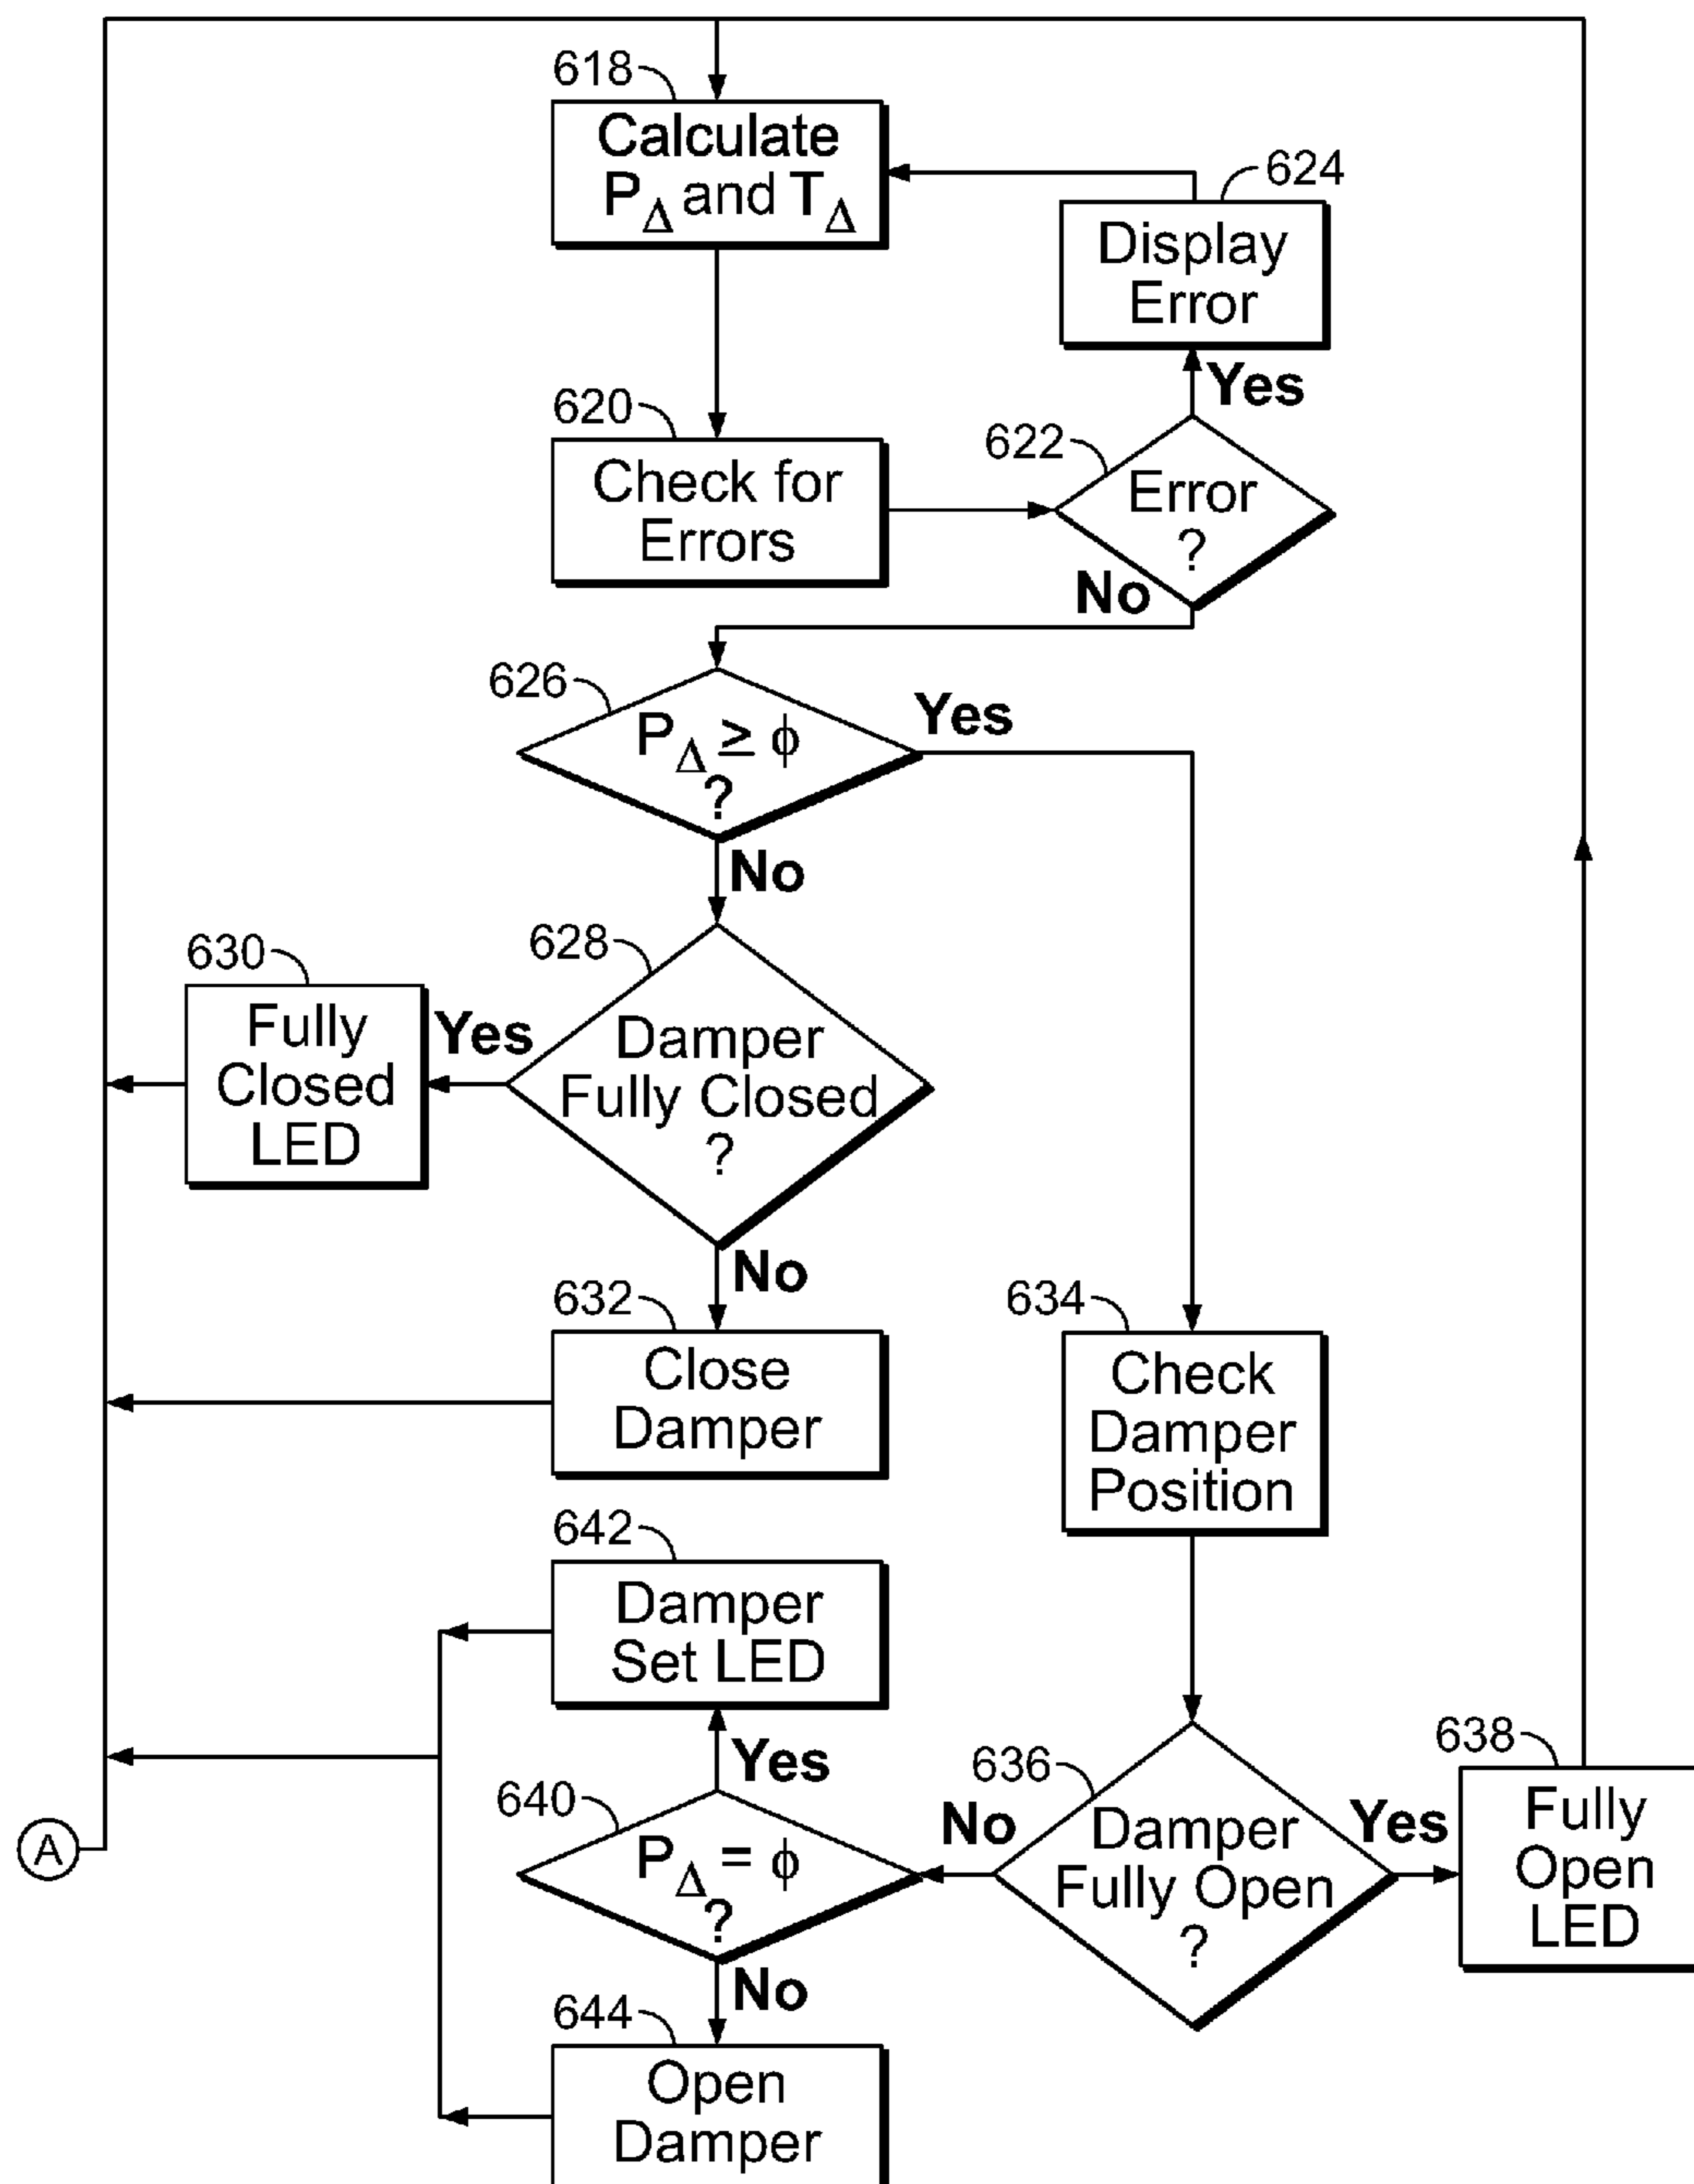 618
Calculate
PΔ and TΔ
624
Display
Error
Yes
620
Check for
Errors
622
Error
?
No
626
PΔ ≥ ϕ
?
Yes
No
628
Damper
Fully Closed
?
Yes
630
Fully
Closed
LED
No
632
Close
Damper
634
Check
Damper
Position
642
Damper
Set LED
Yes
640
PΔ = ϕ
?
No
636
Damper
Fully Open
?
Yes
638
Fully
Open
LED
A
No
644
Open
Damper